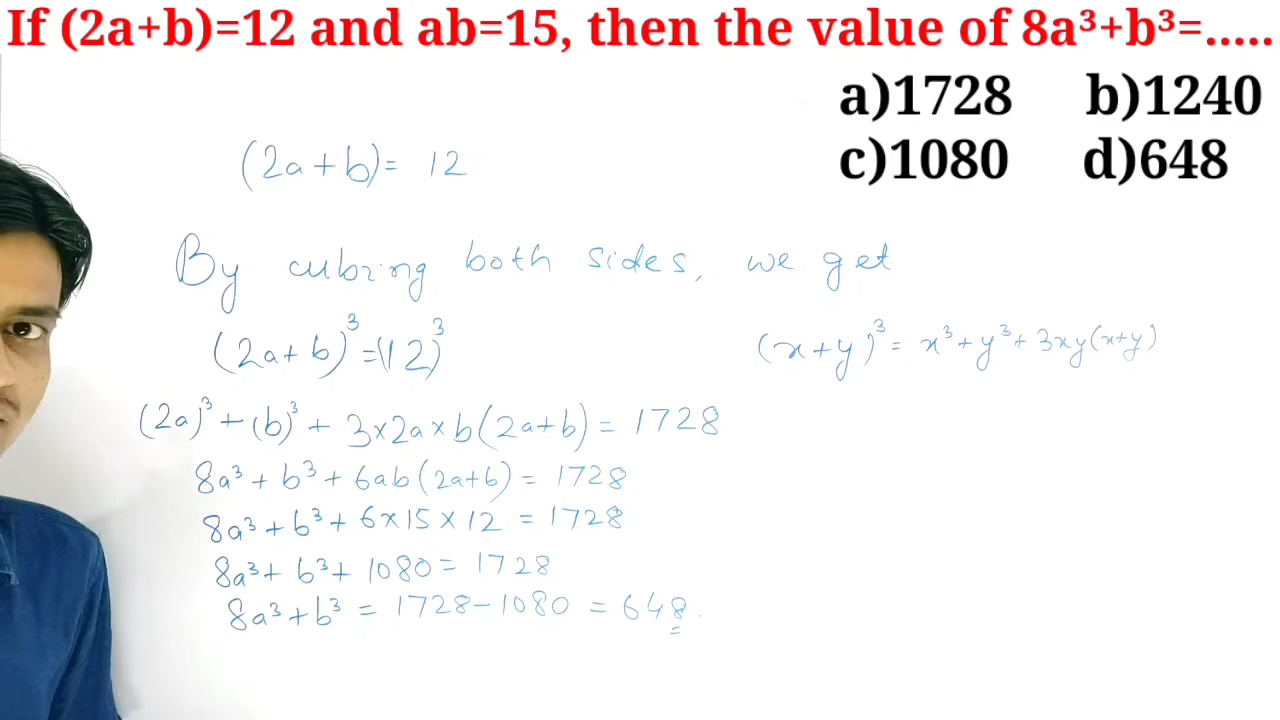 If (2a+b)=12 and ab=15, then the value of 8a³+b³=.....
a)1728 b)1240
c)1080 d)648
(2a+b)= 12
By cubing both sides, we get
(2a+b)³=(12)³
(x+y)³= x³+y³+3xy(x+y)
(2a)³+(b)³+ 3×2a×b(2a+b)= 1728
8a³+b³+6ab(2a+b)= 1728
8a³+b³+6×15×12 = 1728
8a³+b³+1080= 1728
8a³+b³ = 1728-1080 = 648.